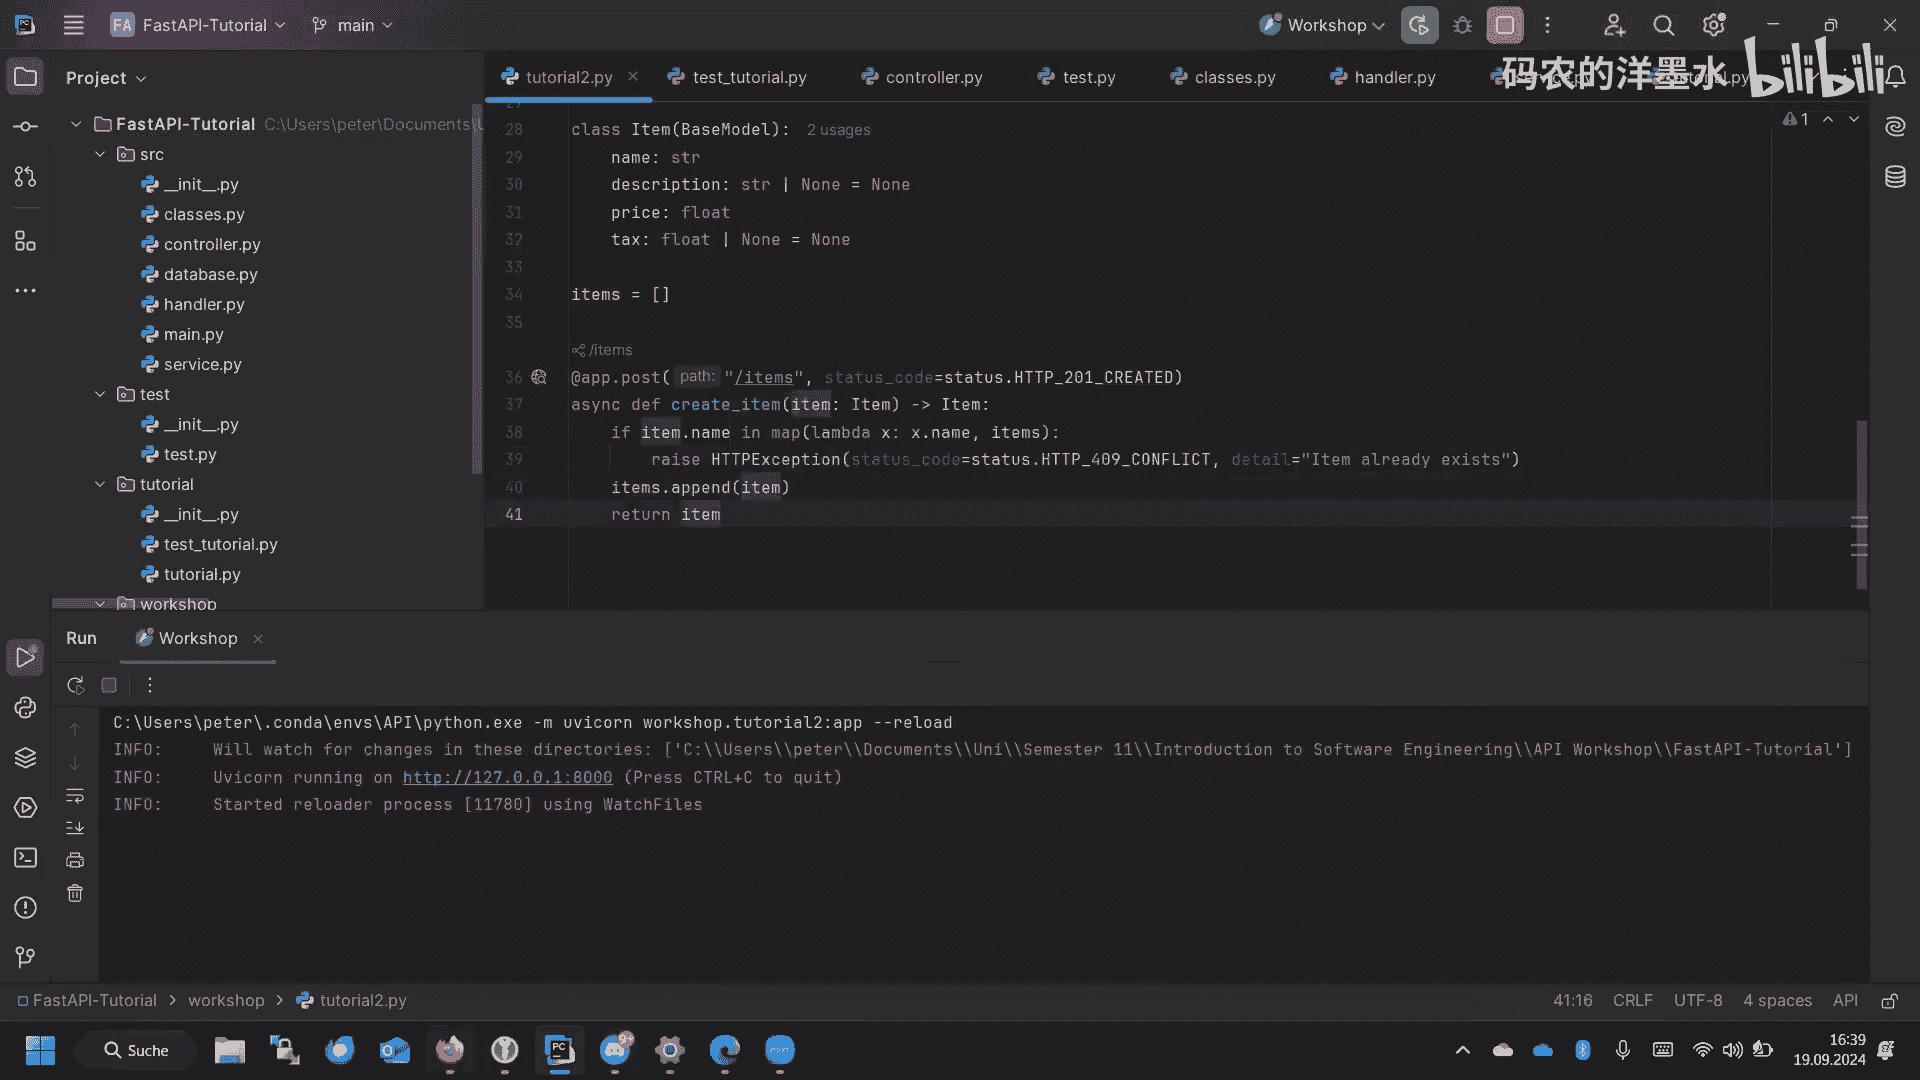 FA FastAPI-Tutorial main Workshop
Project
tutorial2.py test_tutorial.py controller.py test.py classes.py handler.py
码农的洋墨水 bilibili
FastAPI-Tutorial C:\Users\peter\Documents\
src
__init__.py
classes.py
controller.py
database.py
handler.py
main.py
service.py
test
__init__.py
test.py
tutorial
__init__.py
test_tutorial.py
tutorial.py
workshop
1
27
28 class Item(BaseModel): 2 usages
29 name: str
30 description: str | None = None
31 price: float
32 tax: float | None = None
33
34 items = []
35
/items
36 @app.post( path: "/items", status_code=status.HTTP_201_CREATED)
37 async def create_item(item: Item) -> Item:
38 if item.name in map(lambda x: x.name, items):
39 raise HTTPException(status_code=status.HTTP_409_CONFLICT, detail="Item already exists")
40 items.append(item)
41 return item
Run Workshop
C:\Users\peter\.conda\envs\API\python.exe -m uvicorn workshop.tutorial2:app --reload
INFO: Will watch for changes in these directories: ['C:\\Users\\peter\\Documents\\Uni\\Semester 11\\Introduction to Software Engineering\\API Workshop\\FastAPI-Tutorial']
INFO: Uvicorn running on http://127.0.0.1:8000 (Press CTRL+C to quit)
INFO: Started reloader process [11780] using WatchFiles
FastAPI-Tutorial > workshop > tutorial2.py 41:16 CRLF UTF-8 4 spaces API
Suche
16:39
19.09.2024